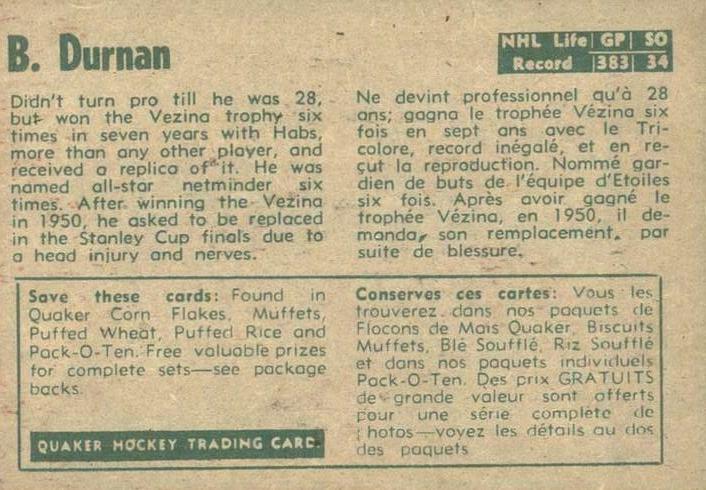 B. Durnan
NHL Life GP SO
Record 383 34
Didn't turn pro till he was 28,
but won the Vezina trophy six
times in seven years with Habs,
more than any other player, and
received a replica of it. He was
named all-star netminder six
times. After winning the Vezina
in 1950, he asked to be replaced
in the Stanley Cup finals due to
a head injury and nerves.
Ne devint professionnel qu'à 28
ans; gagna le trophée Vézina six
fois en sept ans avec le Tri-
colore, record inégalé, et en re-
çut la reproduction. Nommé gar-
dien de buts de l'équipe d'Etoiles
six fois. Après avoir gagné le
trophée Vézina, en 1950, il de-
manda, son remplacement, par
suite de blessure.
Save these cards: Found in
Quaker Corn Flakes, Muffets,
Puffed Wheat, Puffed Rice and
Pack-O-Ten. Free valuable prizes
for complete sets—see package
backs.
QUAKER HOCKEY TRADING CARD.
Conserves ces cartes: Vous les
trouverez dans nos paquets de
Flocons de Maïs Quaker, Biscuits
Muffets, Blé Soufflé, Riz Soufflé
et dans nos paquets individuels
Pack-O-Ten. Des prix GRATUITS
de grande valeur sont offerts
pour une série complète de
photos—voyez les détails au dos
des paquets